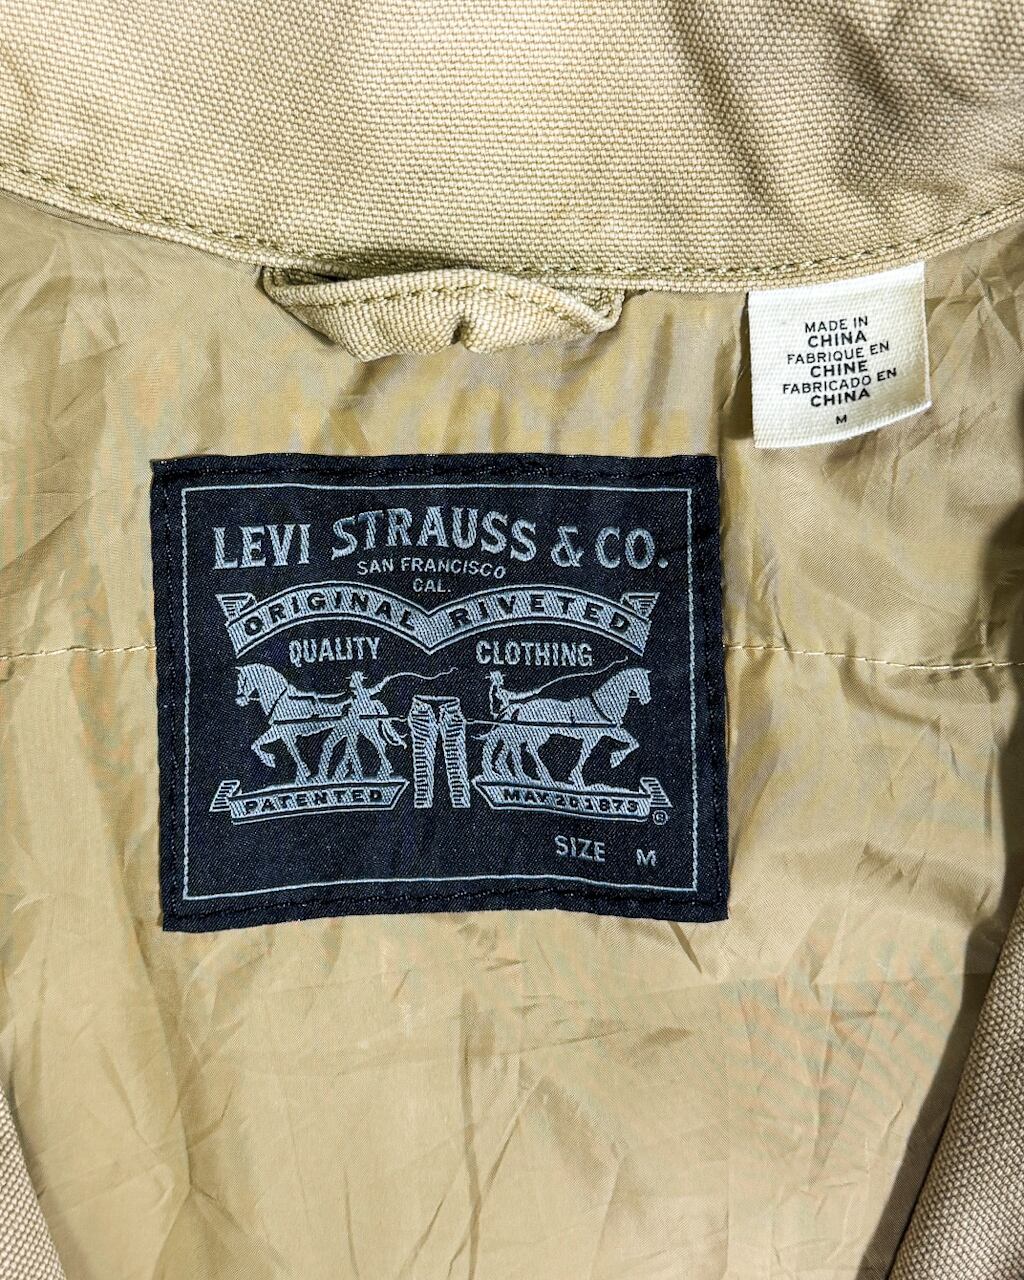 MADE IN
CHINA
FABRIQUE EN
CHINE
FABRICADO EN
CHINA
M
LEVI STRAUSS & CO.
SAN FRANCISCO
CAL.
ORIGINAL RIVETED
QUALITY CLOTHING
PATENTED MAY 20 1873
®
SIZE M